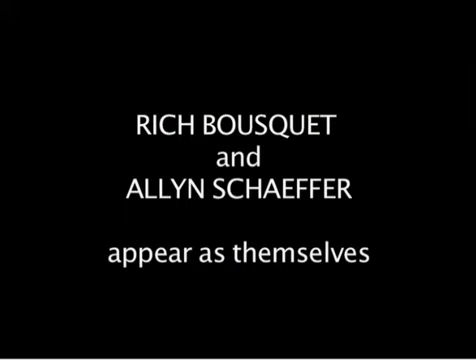 RICH BOUSQUET
and
ALLYN SCHAEFFER
appear as themselves